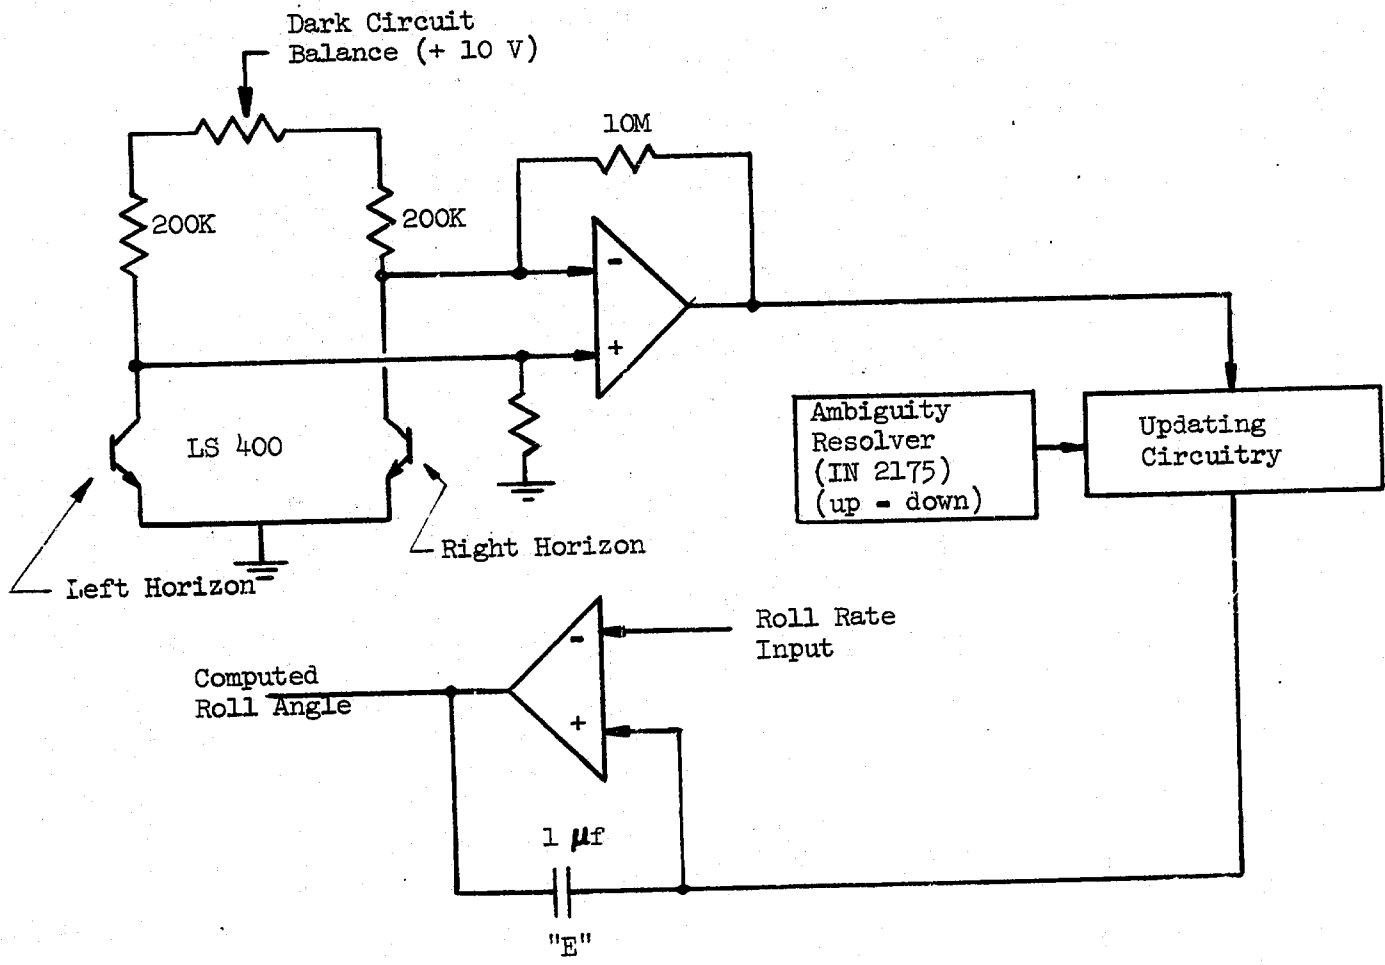 Dark Circuit
Balance (+ 10 V)
10M
200K
200K
-
+
LS 400
Ambiguity
Resolver
(IN 2175)
(up - down)
Updating
Circuitry
Right Horizon
Left Horizon
Roll Rate
Input
-
+
Computed
Roll Angle
1 μf
"E"